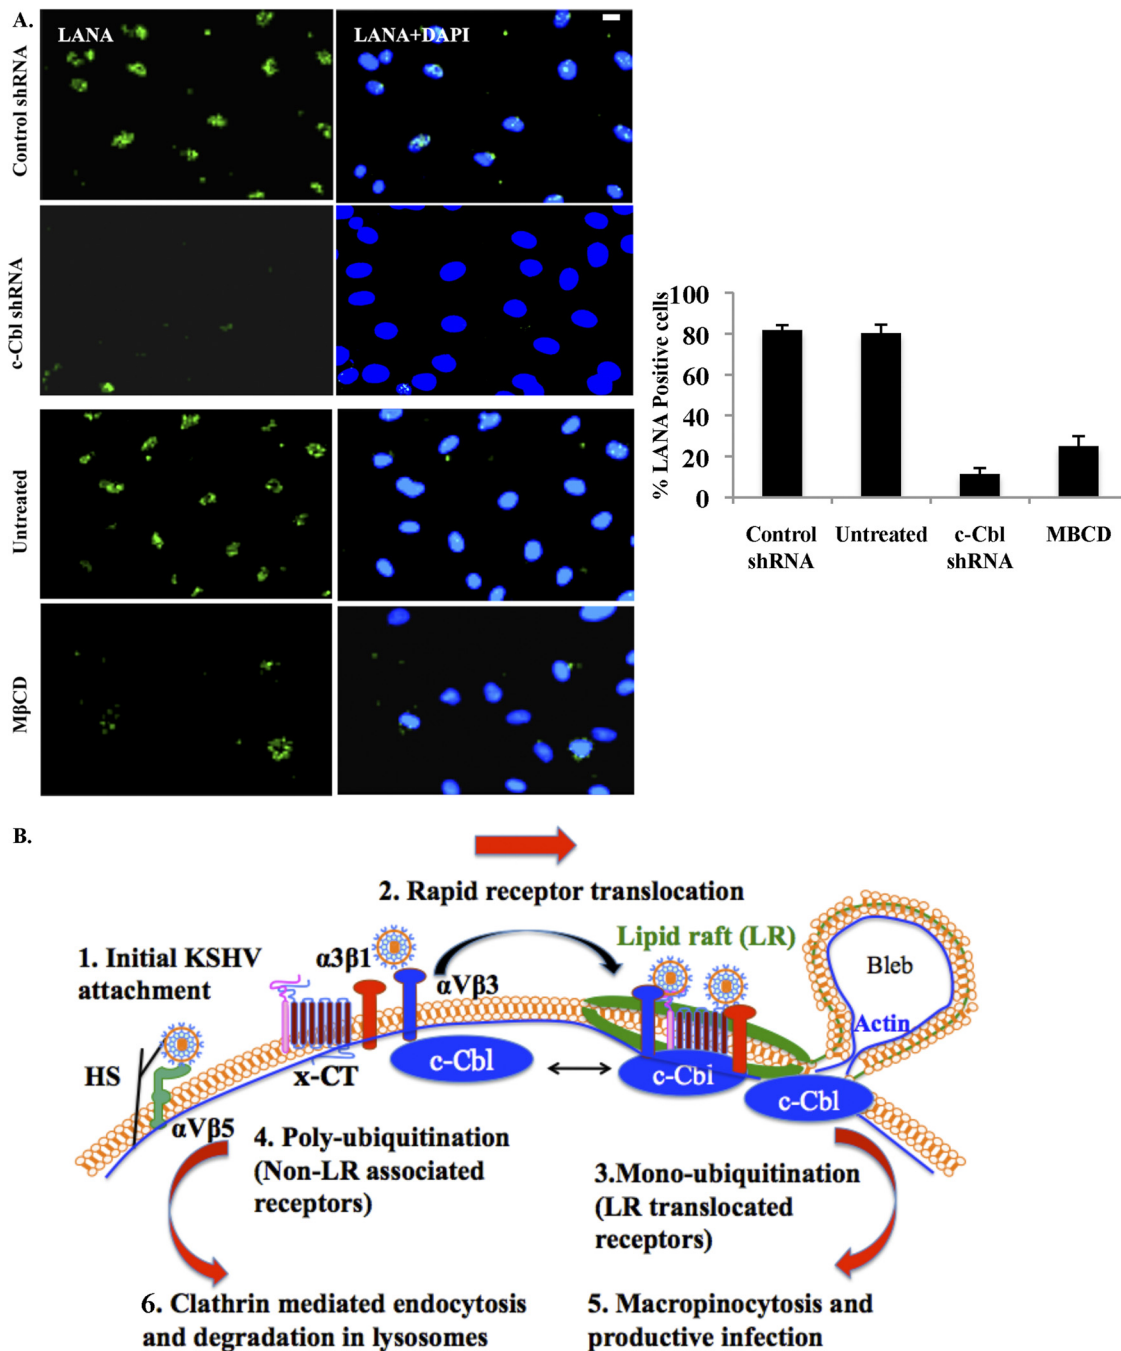 A.
LANA
LANA+DAPI
Control shRNA
c-Cbl shRNA
Untreated
MβCD
% LANA Positive cells
100
80
60
40
20
0
Control
shRNA
Untreated
c-Cbl
shRNA
MBCD
B.
2. Rapid receptor translocation
1. Initial KSHV
attachment
α3β1
αVβ3
Lipid raft (LR)
Bleb
Actin
HS
x-CT
c-Cbl
c-Cbl
c-Cbl
αVβ5
4. Poly-ubiquitination
(Non-LR associated
receptors)
3.Mono-ubiquitination
(LR translocated
receptors)
6. Clathrin mediated endocytosis
and degradation in lysosomes
5. Macropinocytosis and
productive infection